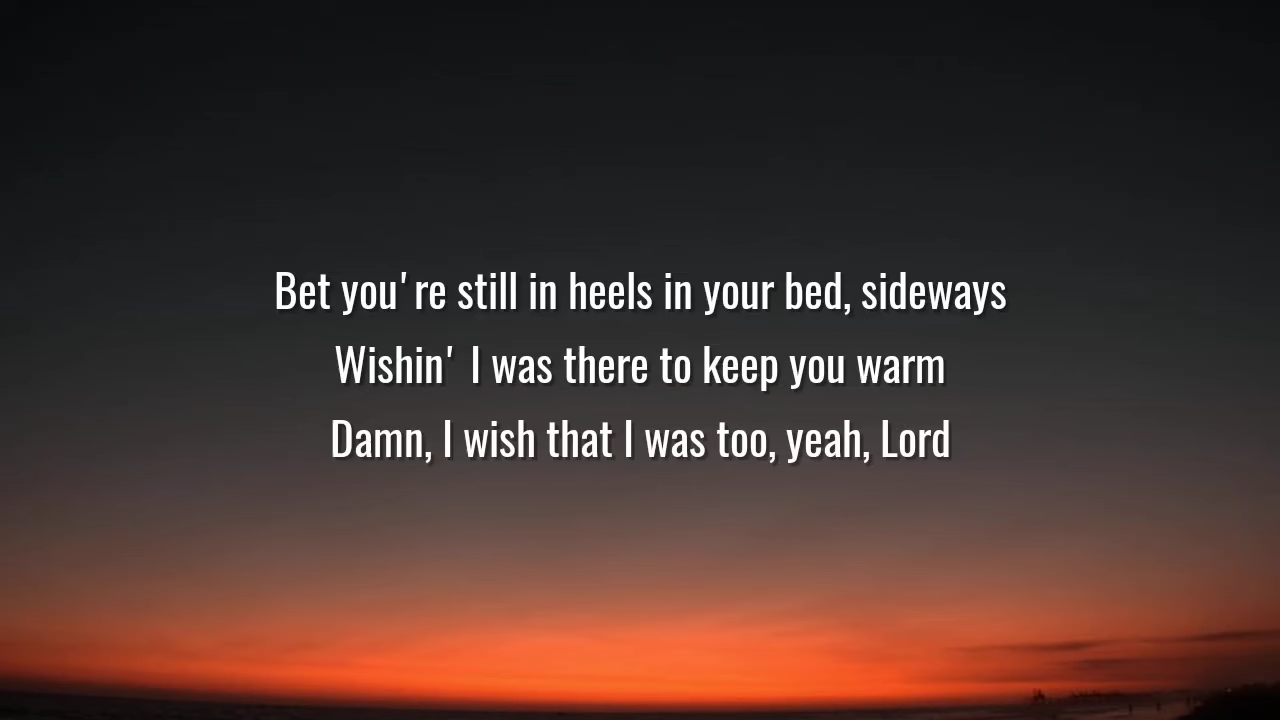 Bet you're still in heels in your bed, sideways
Wishin' I was there to keep you warm
Damn, I wish that I was too, yeah, Lord